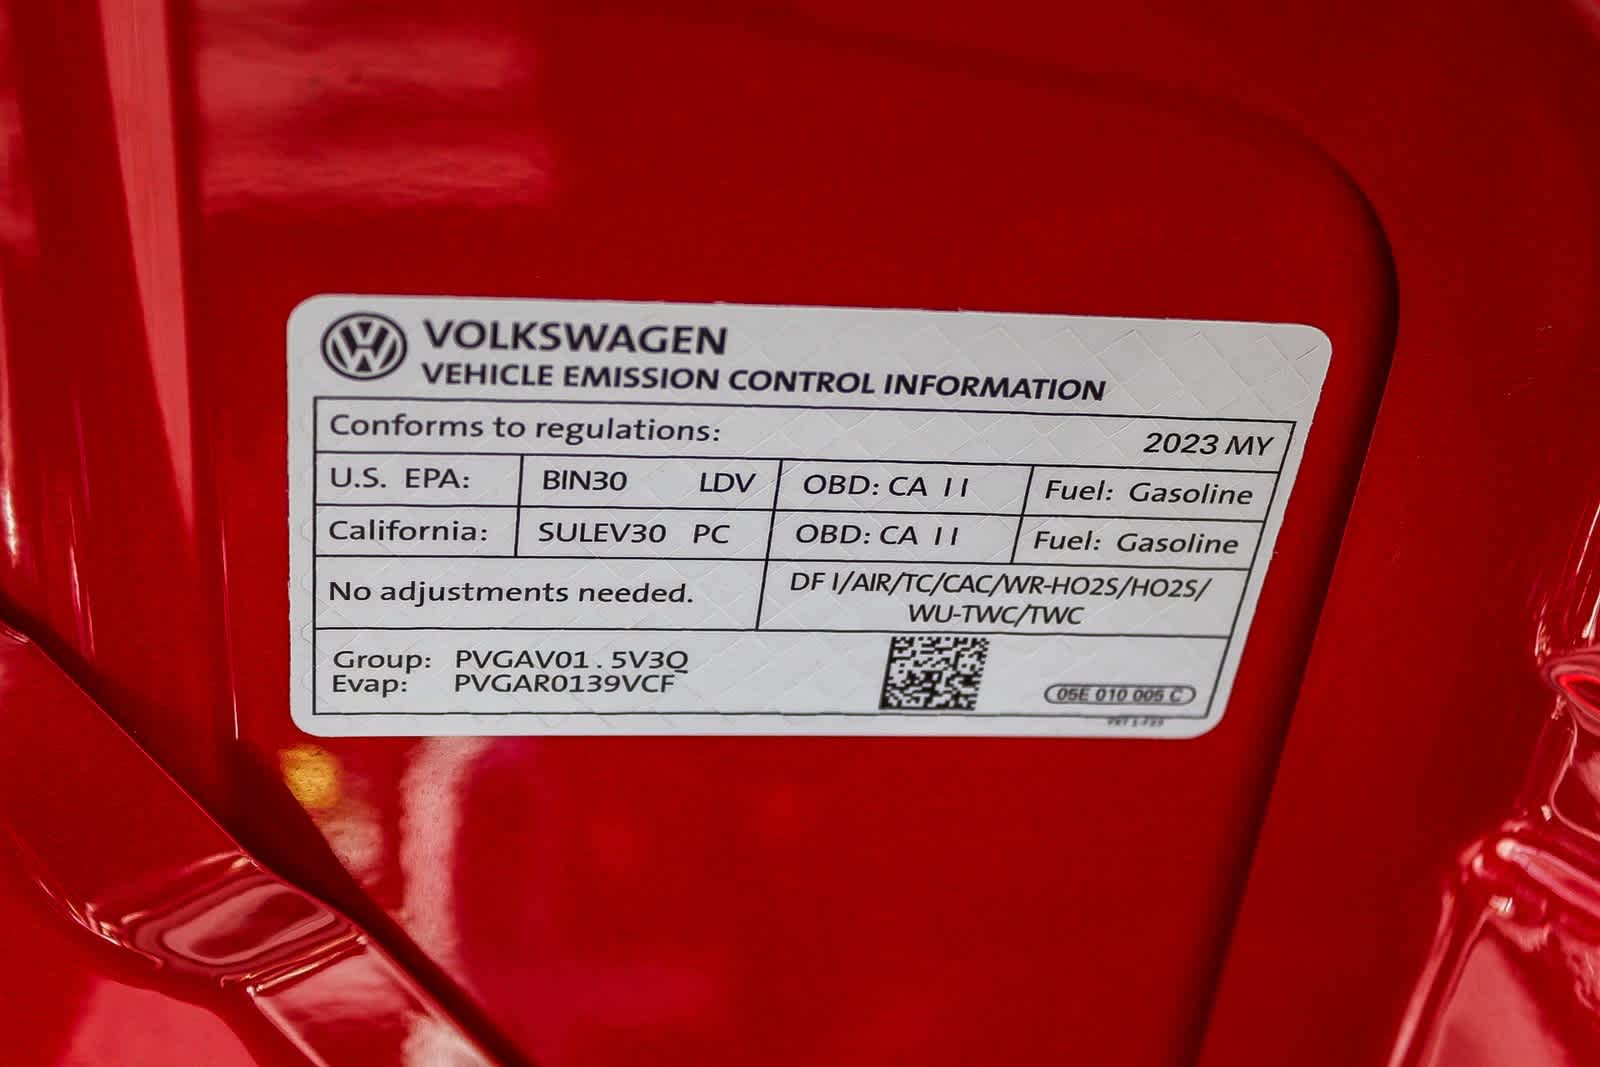 VOLKSWAGEN
VEHICLE EMISSION CONTROL INFORMATION
Conforms to regulations: 2023 MY
U.S. EPA: BIN30 LDV OBD: CA II Fuel: Gasoline
California: SULEV30 PC OBD: CA II Fuel: Gasoline
No adjustments needed. DFI/AIR/TC/CAC/WR-HO2S/HO2S/
WU-TWC/TWC
Group: PVGAV01.5V3Q
Evap: PVGAR0139VCF
05E 010 005 C